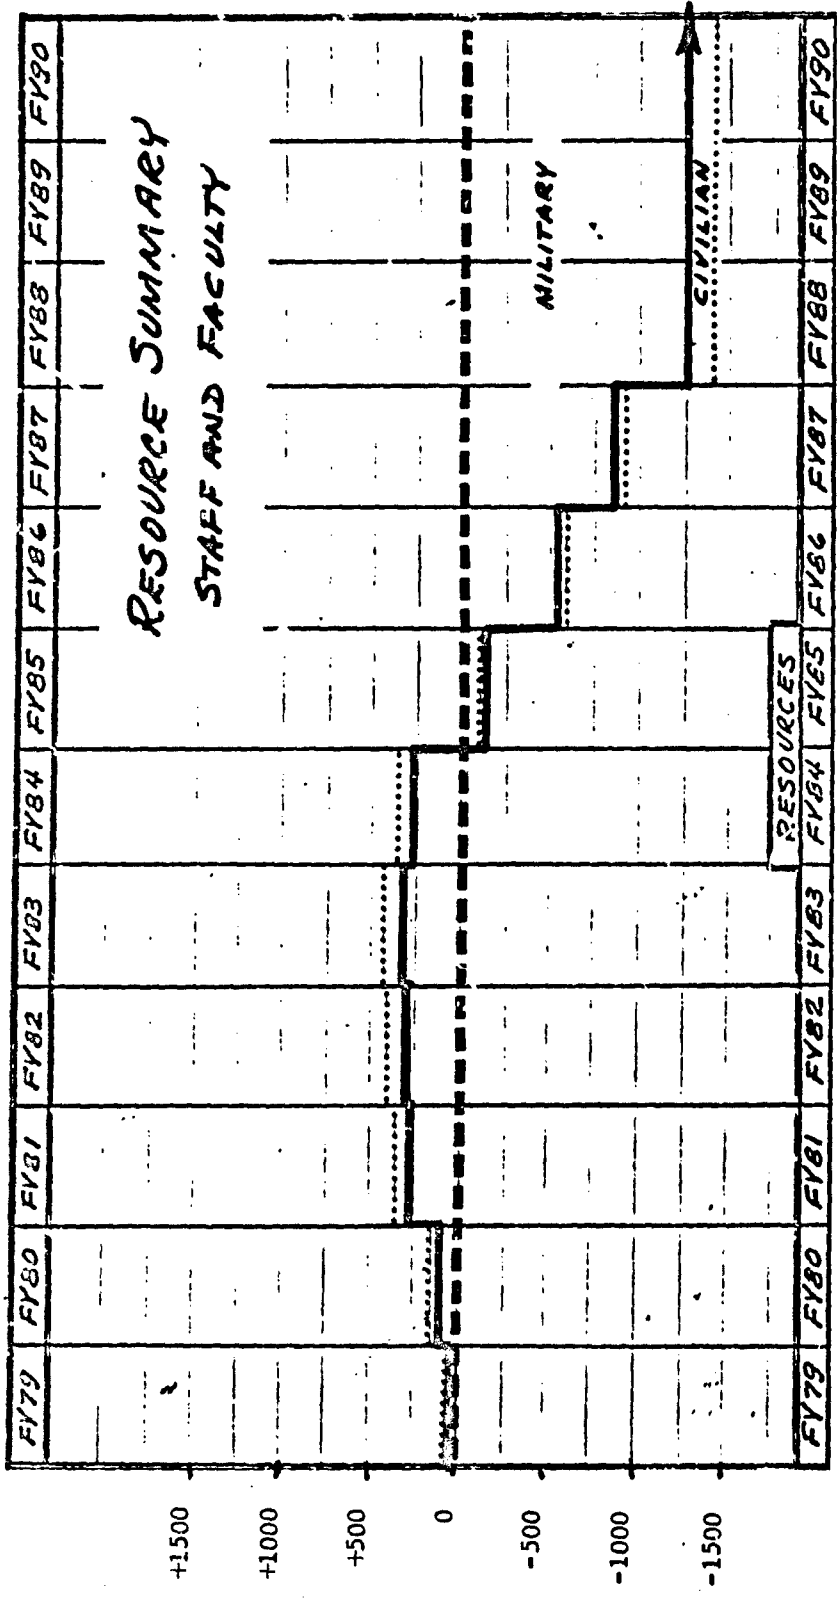 FY79 FY80 FY81 FY82 FY83 FY84 FY85 FY86 FY87 FY88 FY89 FY90
RESOURCE SUMMARY
STAFF AND FACULTY
+1500
+1000
+500
0
-500
MILITARY
-1000
CIVILIAN
-1500
RESOURCES
FY79 FY80 FY81 FY82 FY83 FY84 FY85 FY86 FY87 FY88 FY89 FY90